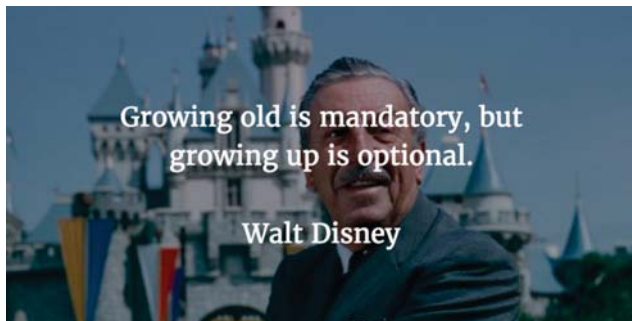 Growing old is mandatory, but
growing up is optional.
Walt Disney